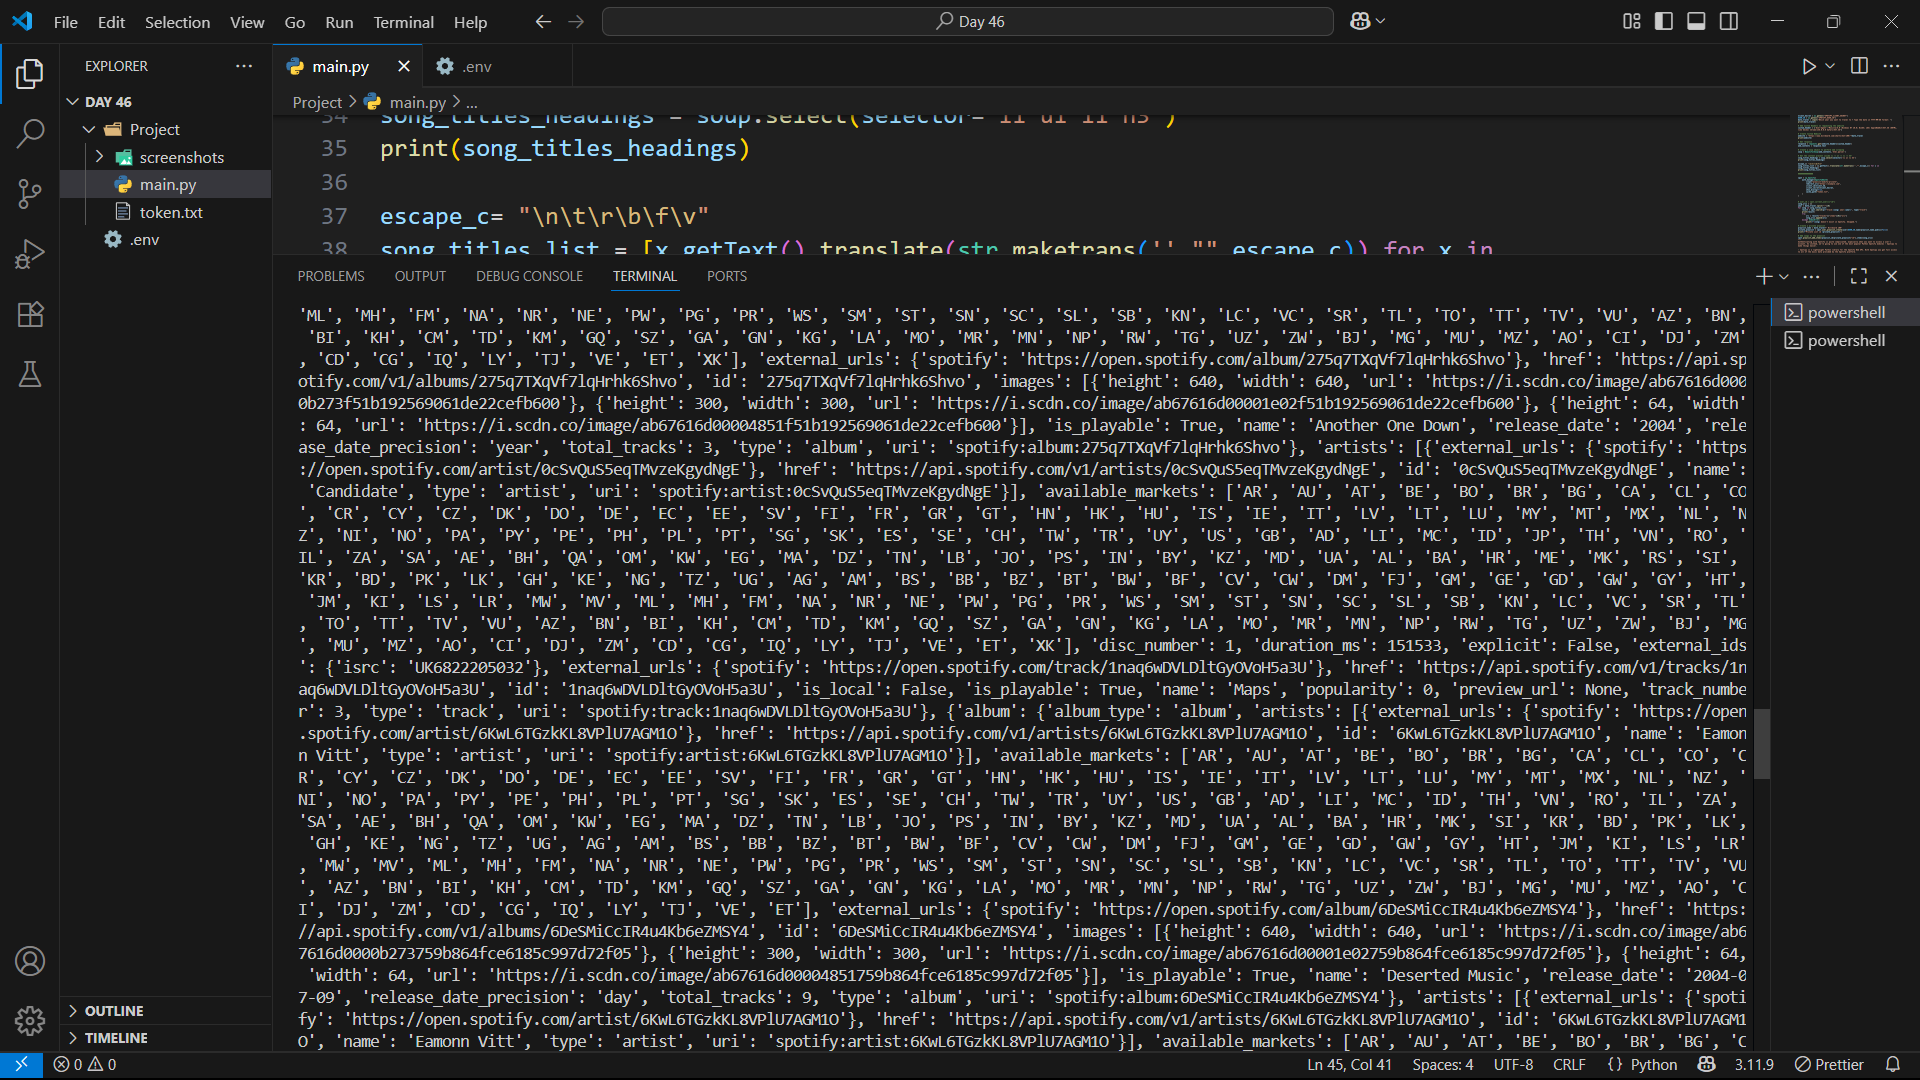 File Edit Selection View Go Run Terminal Help
Day 46
EXPLORER
main.py
.env
DAY 46
Project
screenshots
main.py
token.txt
.env
Project > main.py > ...
34 song_titles_headings = soup.select(selector="li ul li h3")
35 print(song_titles_headings)
36
37 escape_c= "\n\t\r\b\f\v"
38 song_titles_list = [x.getText().translate(str.maketrans('', "", escape_c)) for x in
PROBLEMS OUTPUT DEBUG CONSOLE TERMINAL PORTS
powershell
powershell
'ML', 'MH', 'FM', 'NA', 'NR', 'NE', 'PW', 'PG', 'PR', 'WS', 'SM', 'ST', 'SN', 'SC', 'SL', 'SB', 'KN', 'LC', 'VC', 'SR', 'TL', 'TO', 'TT', 'TV', 'VU', 'AZ', 'BN',
'BI', 'KH', 'CM', 'TD', 'KM', 'GQ', 'SZ', 'GA', 'GN', 'KG', 'LA', 'MO', 'MR', 'MN', 'NP', 'RW', 'TG', 'UZ', 'ZW', 'BJ', 'MG', 'MU', 'MZ', 'AO', 'CI', 'DJ', 'ZM'
, 'CD', 'CG', 'IQ', 'LY', 'TJ', 'VE', 'ET', 'XK'], 'external_urls': {'spotify': 'https://open.spotify.com/album/275q7TXqVf7lqHrhk6Shvo'}, 'href': 'https://api.sp
otify.com/v1/albums/275q7TXqVf7lqHrhk6Shvo', 'id': '275q7TXqVf7lqHrhk6Shvo', 'images': [{'height': 640, 'width': 640, 'url': 'https://i.scdn.co/image/ab67616d000
0b273f51b192569061de22cefb600'}, {'height': 300, 'width': 300, 'url': 'https://i.scdn.co/image/ab67616d00001e02f51b192569061de22cefb600'}, {'height': 64, 'width'
: 64, 'url': 'https://i.scdn.co/image/ab67616d00004851f51b192569061de22cefb600'}], 'is_playable': True, 'name': 'Another One Down', 'release_date': '2004', 'rele
ase_date_precision': 'year', 'total_tracks': 3, 'type': 'album', 'uri': 'spotify:album:275q7TXqVf7lqHrhk6Shvo'}, 'artists': [{'external_urls': {'spotify': 'https
://open.spotify.com/artist/0cSvQuS5eqTMvzeKgydNgE'}, 'href': 'https://api.spotify.com/v1/artists/0cSvQuS5eqTMvzeKgydNgE', 'id': '0cSvQuS5eqTMvzeKgydNgE', 'name':
'Candidate', 'type': 'artist', 'uri': 'spotify:artist:0cSvQuS5eqTMvzeKgydNgE'}], 'available_markets': ['AR', 'AU', 'AT', 'BE', 'BO', 'BR', 'BG', 'CA', 'CL', 'CO
', 'CR', 'CY', 'CZ', 'DK', 'DO', 'DE', 'EC', 'EE', 'SV', 'FI', 'FR', 'GR', 'GT', 'HN', 'HK', 'HU', 'IS', 'IE', 'IT', 'LV', 'LT', 'LU', 'MY', 'MT', 'MX', 'NL', 'N
Z', 'NI', 'NO', 'PA', 'PY', 'PE', 'PH', 'PL', 'PT', 'SG', 'SK', 'ES', 'SE', 'CH', 'TW', 'TR', 'UY', 'US', 'GB', 'AD', 'LI', 'MC', 'ID', 'JP', 'TH', 'VN', 'RO', '
IL', 'ZA', 'SA', 'AE', 'BH', 'QA', 'OM', 'KW', 'EG', 'MA', 'DZ', 'TN', 'LB', 'JO', 'PS', 'IN', 'BY', 'KZ', 'MD', 'UA', 'AL', 'BA', 'HR', 'ME', 'MK', 'RS', 'SI',
'KR', 'BD', 'PK', 'LK', 'GH', 'KE', 'NG', 'TZ', 'UG', 'AG', 'AM', 'BS', 'BB', 'BZ', 'BT', 'BW', 'BF', 'CV', 'CW', 'DM', 'FJ', 'GM', 'GE', 'GD', 'GW', 'GY', 'HT',
'JM', 'KI', 'LS', 'LR', 'MW', 'MV', 'ML', 'MH', 'FM', 'NA', 'NR', 'NE', 'PW', 'PG', 'PR', 'WS', 'SM', 'ST', 'SN', 'SC', 'SL', 'SB', 'KN', 'LC', 'VC', 'SR', 'TL'
, 'TO', 'TT', 'TV', 'VU', 'AZ', 'BN', 'BI', 'KH', 'CM', 'TD', 'KM', 'GQ', 'SZ', 'GA', 'GN', 'KG', 'LA', 'MO', 'MR', 'MN', 'NP', 'RW', 'TG', 'UZ', 'ZW', 'BJ', 'MG
', 'MU', 'MZ', 'AO', 'CI', 'DJ', 'ZM', 'CD', 'CG', 'IQ', 'LY', 'TJ', 'VE', 'ET', 'XK'], 'disc_number': 1, 'duration_ms': 151533, 'explicit': False, 'external_ids
': {'isrc': 'UK6822205032'}, 'external_urls': {'spotify': 'https://open.spotify.com/track/1naq6wDVLDltGyOVoH5a3U'}, 'href': 'https://api.spotify.com/v1/tracks/1n
aq6wDVLDltGyOVoH5a3U', 'id': '1naq6wDVLDltGyOVoH5a3U', 'is_local': False, 'is_playable': True, 'name': 'Maps', 'popularity': 0, 'preview_url': None, 'track_numbe
r': 3, 'type': 'track', 'uri': 'spotify:track:1naq6wDVLDltGyOVoH5a3U'}, {'album': {'album_type': 'album', 'artists': [{'external_urls': {'spotify': 'https://open
.spotify.com/artist/6KwL6TGzkKL8VPlU7AGM1O'}, 'href': 'https://api.spotify.com/v1/artists/6KwL6TGzkKL8VPlU7AGM1O', 'id': '6KwL6TGzkKL8VPlU7AGM1O', 'name': 'Eamon
n Vitt', 'type': 'artist', 'uri': 'spotify:artist:6KwL6TGzkKL8VPlU7AGM1O'}], 'available_markets': ['AR', 'AU', 'AT', 'BE', 'BO', 'BR', 'BG', 'CA', 'CL', 'CO', 'C
R', 'CY', 'CZ', 'DK', 'DO', 'DE', 'EC', 'EE', 'SV', 'FI', 'FR', 'GR', 'GT', 'HN', 'HK', 'HU', 'IS', 'IE', 'IT', 'LV', 'LT', 'LU', 'MY', 'MT', 'MX', 'NL', 'NZ', '
NI', 'NO', 'PA', 'PY', 'PE', 'PH', 'PL', 'PT', 'SG', 'SK', 'ES', 'SE', 'CH', 'TW', 'TR', 'UY', 'US', 'GB', 'AD', 'LI', 'MC', 'ID', 'TH', 'VN', 'RO', 'IL', 'ZA',
'SA', 'AE', 'BH', 'QA', 'OM', 'KW', 'EG', 'MA', 'DZ', 'TN', 'LB', 'JO', 'PS', 'IN', 'BY', 'KZ', 'MD', 'UA', 'AL', 'BA', 'HR', 'MK', 'SI', 'KR', 'BD', 'PK', 'LK',
'GH', 'KE', 'NG', 'TZ', 'UG', 'AG', 'AM', 'BS', 'BB', 'BZ', 'BT', 'BW', 'BF', 'CV', 'CW', 'DM', 'FJ', 'GM', 'GE', 'GD', 'GW', 'GY', 'HT', 'JM', 'KI', 'LS', 'LR'
, 'MW', 'MV', 'ML', 'MH', 'FM', 'NA', 'NR', 'NE', 'PW', 'PG', 'PR', 'WS', 'SM', 'ST', 'SN', 'SC', 'SL', 'SB', 'KN', 'LC', 'VC', 'SR', 'TL', 'TO', 'TT', 'TV', 'VU
', 'AZ', 'BN', 'BI', 'KH', 'CM', 'TD', 'KM', 'GQ', 'SZ', 'GA', 'GN', 'KG', 'LA', 'MO', 'MR', 'MN', 'NP', 'RW', 'TG', 'UZ', 'ZW', 'BJ', 'MG', 'MU', 'MZ', 'AO', 'C
I', 'DJ', 'ZM', 'CD', 'CG', 'IQ', 'LY', 'TJ', 'VE', 'ET'], 'external_urls': {'spotify': 'https://open.spotify.com/album/6DeSMiCcIR4u4Kb6eZMSY4'}, 'href': 'https:
//api.spotify.com/v1/albums/6DeSMiCcIR4u4Kb6eZMSY4', 'id': '6DeSMiCcIR4u4Kb6eZMSY4', 'images': [{'height': 640, 'width': 640, 'url': 'https://i.scdn.co/image/ab6
7616d0000b273759b864fce6185c997d72f05'}, {'height': 300, 'width': 300, 'url': 'https://i.scdn.co/image/ab67616d00001e02759b864fce6185c997d72f05'}, {'height': 64,
'width': 64, 'url': 'https://i.scdn.co/image/ab67616d00004851759b864fce6185c997d72f05'}], 'is_playable': True, 'name': 'Deserted Music', 'release_date': '2004-0
7-09', 'release_date_precision': 'day', 'total_tracks': 9, 'type': 'album', 'uri': 'spotify:album:6DeSMiCcIR4u4Kb6eZMSY4'}, 'artists': [{'external_urls': {'spoti
fy': 'https://open.spotify.com/artist/6KwL6TGzkKL8VPlU7AGM1O'}, 'href': 'https://api.spotify.com/v1/artists/6KwL6TGzkKL8VPlU7AGM1O', 'id': '6KwL6TGzkKL8VPlU7AGM1
O', 'name': 'Eamonn Vitt', 'type': 'artist', 'uri': 'spotify:artist:6KwL6TGzkKL8VPlU7AGM1O'}], 'available_markets': ['AR', 'AU', 'AT', 'BE', 'BO', 'BR', 'BG', 'C
OUTLINE
TIMELINE
0 0
Ln 45, Col 41 Spaces: 4 UTF-8 CRLF {} Python 3.11.9 Prettier